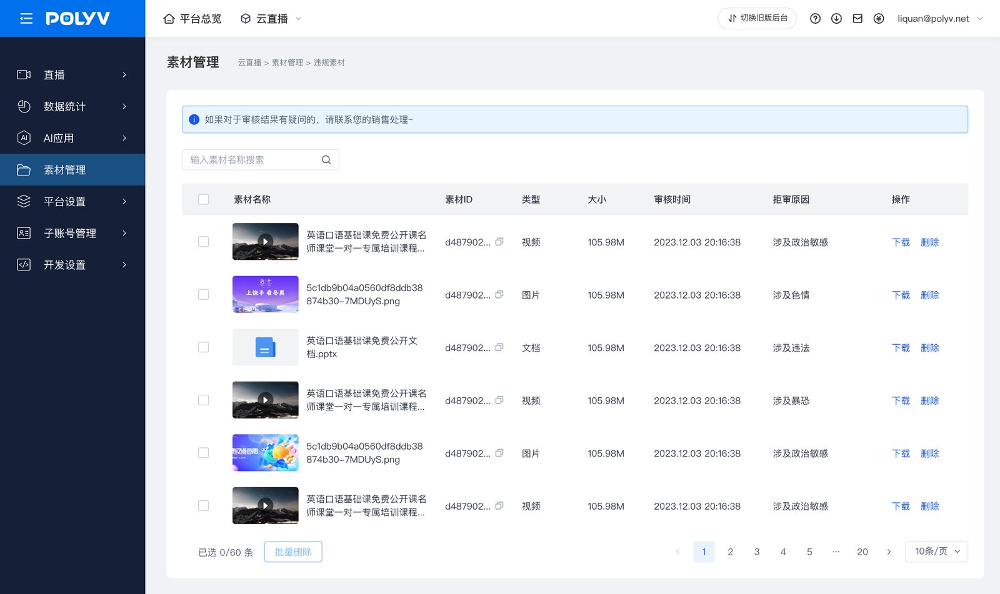 POLYV
平台总览
云直播
切换旧版后台
liquan@polyv.net
直播
数据统计
AI应用
素材管理
平台设置
子账号管理
开发设置
素材管理
云直播 > 素材管理 > 违规素材
如果对于审核结果有疑问的，请联系您的销售处理~
输入素材名称搜索
素材名称 素材ID 类型 大小 审核时间 拒审原因 操作
英语口语基础课免费公开课名
师课堂一对一专属培训课程...
d487902... 视频 105.98M 2023.12.03 20:16:38 涉及政治敏感 下载 删除
上快手 看冬奥
5c1db9b04a0560df8ddb38
874b30-7MDUyS.png
d487902... 图片 105.98M 2023.12.03 20:16:38 涉及色情 下载 删除
英语口语基础课免费公开文
档.pptx
d487902... 文档 105.98M 2023.12.03 20:16:38 涉及违法 下载 删除
英语口语基础课免费公开课名
师课堂一对一专属培训课程...
d487902... 视频 105.98M 2023.12.03 20:16:38 涉及暴恐 下载 删除
5c1db9b04a0560df8ddb38
874b30-7MDUyS.png
d487902... 图片 105.98M 2023.12.03 20:16:38 涉及政治敏感 下载 删除
英语口语基础课免费公开课名
师课堂一对一专属培训课程...
d487902... 视频 105.98M 2023.12.03 20:16:38 涉及政治敏感 下载 删除
已选 0/60 条
批量删除
1 2 3 4 5 ··· 20
10条/页